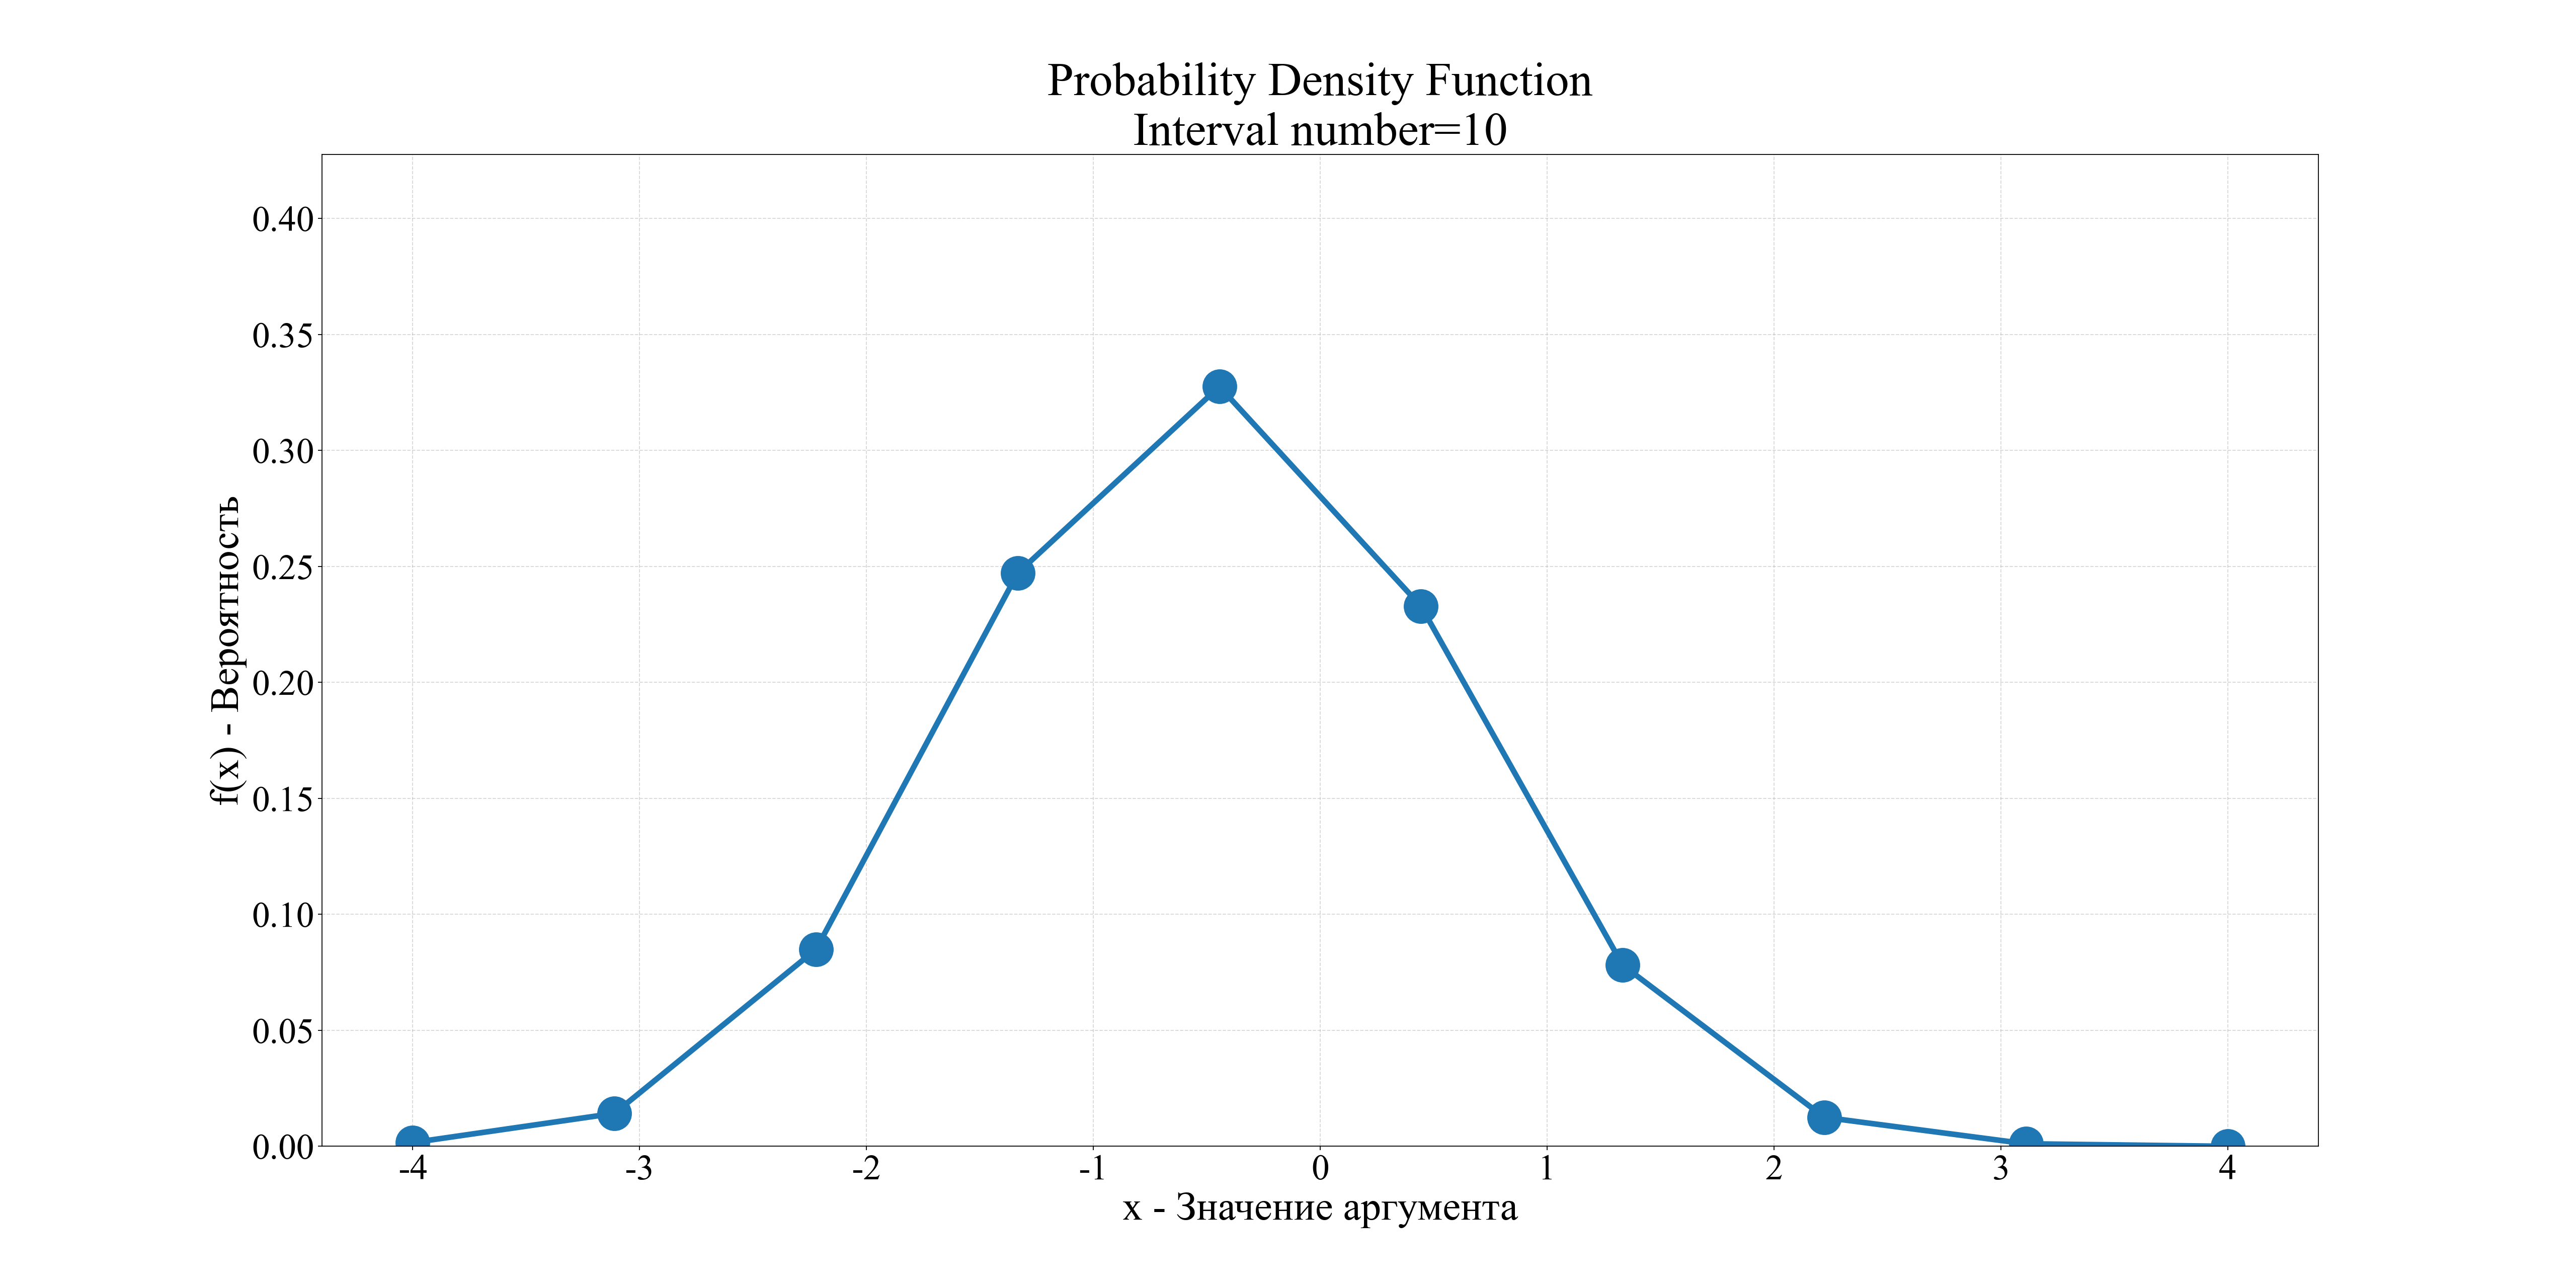 Probability Density Function
Interval number=10
f(x) - Вероятность
0.40
0.35
0.30
0.25
0.20
0.15
0.10
0.05
0.00
-4 -3 -2 -1 0 1 2 3 4
x - Значение аргумента